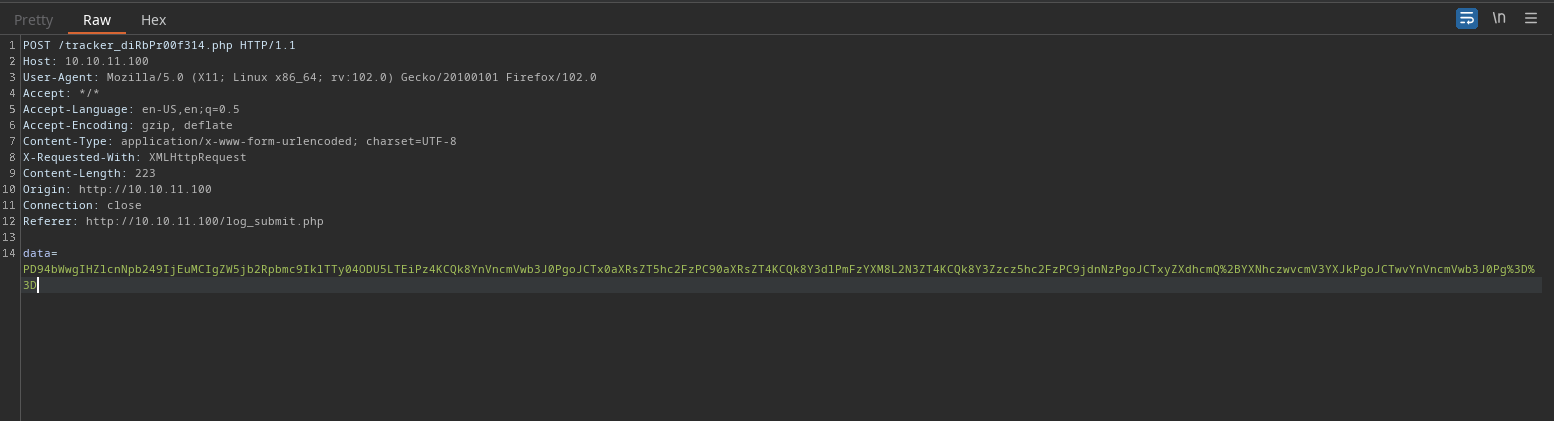 Pretty Raw Hex \n
1 POST /tracker_diRbPr00f314.php HTTP/1.1
2 Host: 10.10.11.100
3 User-Agent: Mozilla/5.0 (X11; Linux x86_64; rv:102.0) Gecko/20100101 Firefox/102.0
4 Accept: */*
5 Accept-Language: en-US,en;q=0.5
6 Accept-Encoding: gzip, deflate
7 Content-Type: application/x-www-form-urlencoded; charset=UTF-8
8 X-Requested-With: XMLHttpRequest
9 Content-Length: 223
10 Origin: http://10.10.11.100
11 Connection: close
12 Referer: http://10.10.11.100/log_submit.php
13
14 data=
PD94bWwgIHZlcnNpb249IjEuMCIgZW5jb2Rpbmc9IklTTy04ODU5LTEiPz4KCQk8YnVncmVwb3J0PgoJCTx0aXRsZT5hc2FzPC90aXRsZT4KCQk8Y3dlPmFzYXM8L2N3ZT4KCQk8Y3Zzcz5hc2FzPC9jdnNzPgoJCTxyZXdhcmQ%2BYXNhczwvcmV3YXJkPgoJCTwvYnVncmVwb3J0Pg%3D%
3D